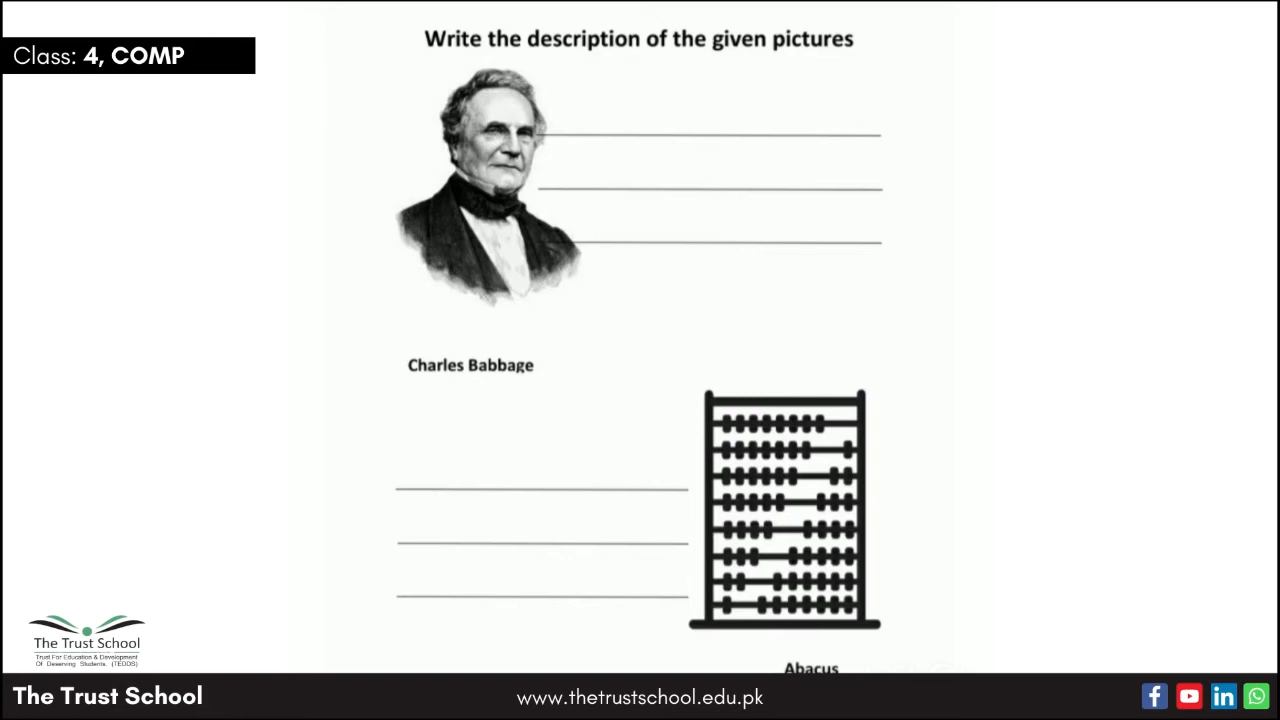 Write the description of the given pictures
Class: 4, COMP
Charles Babbage
Abacus
The Trust School
Trust For Education & Development
Of Deserving Students. (TEDDS)
The Trust School
www.thetrustschool.edu.pk